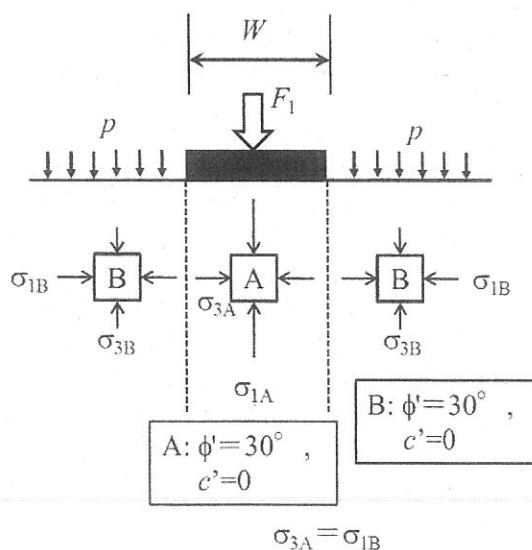 W
F₁
p
p
σ1B
B
A
B
σ1B
σ3A
σ3B
σ3B
σ1A
A: ϕ'=30° ,
c'=0
B: ϕ'=30° ,
c'=0
σ3A=σ1B